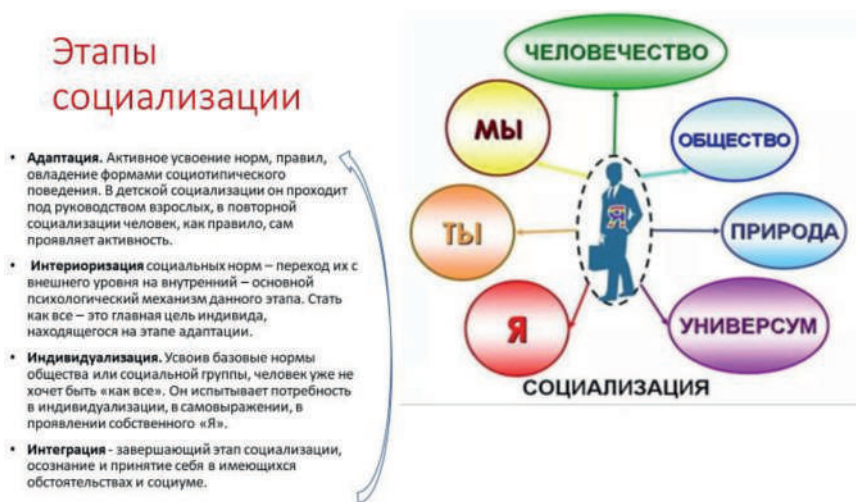 Этапы
социализации
• Адаптация. Активное усвоение норм, правил,
овладение формами социотипического
поведения. В детской социализации он проходит
под руководством взрослых, в повторной
социализации человек, как правило, сам
проявляет активность.
• Интериоризация социальных норм – переход их с
внешнего уровня на внутренний – основной
психологический механизм данного этапа. Стать
как все – это главная цель индивида,
находящегося на этапе адаптации.
• Индивидуализация. Усвоив базовые нормы
общества или социальной группы, человек уже не
хочет быть «как все». Он испытывает потребность
в индивидуализации, в самовыражении, в
проявлении собственного «Я».
• Интеграция - завершающий этап социализации,
осознание и принятие себя в имеющихся
обстоятельствах и социуме.
ЧЕЛОВЕЧЕСТВО
МЫ
ОБЩЕСТВО
Я
ТЫ
ПРИРОДА
Я
УНИВЕРСУМ
СОЦИАЛИЗАЦИЯ